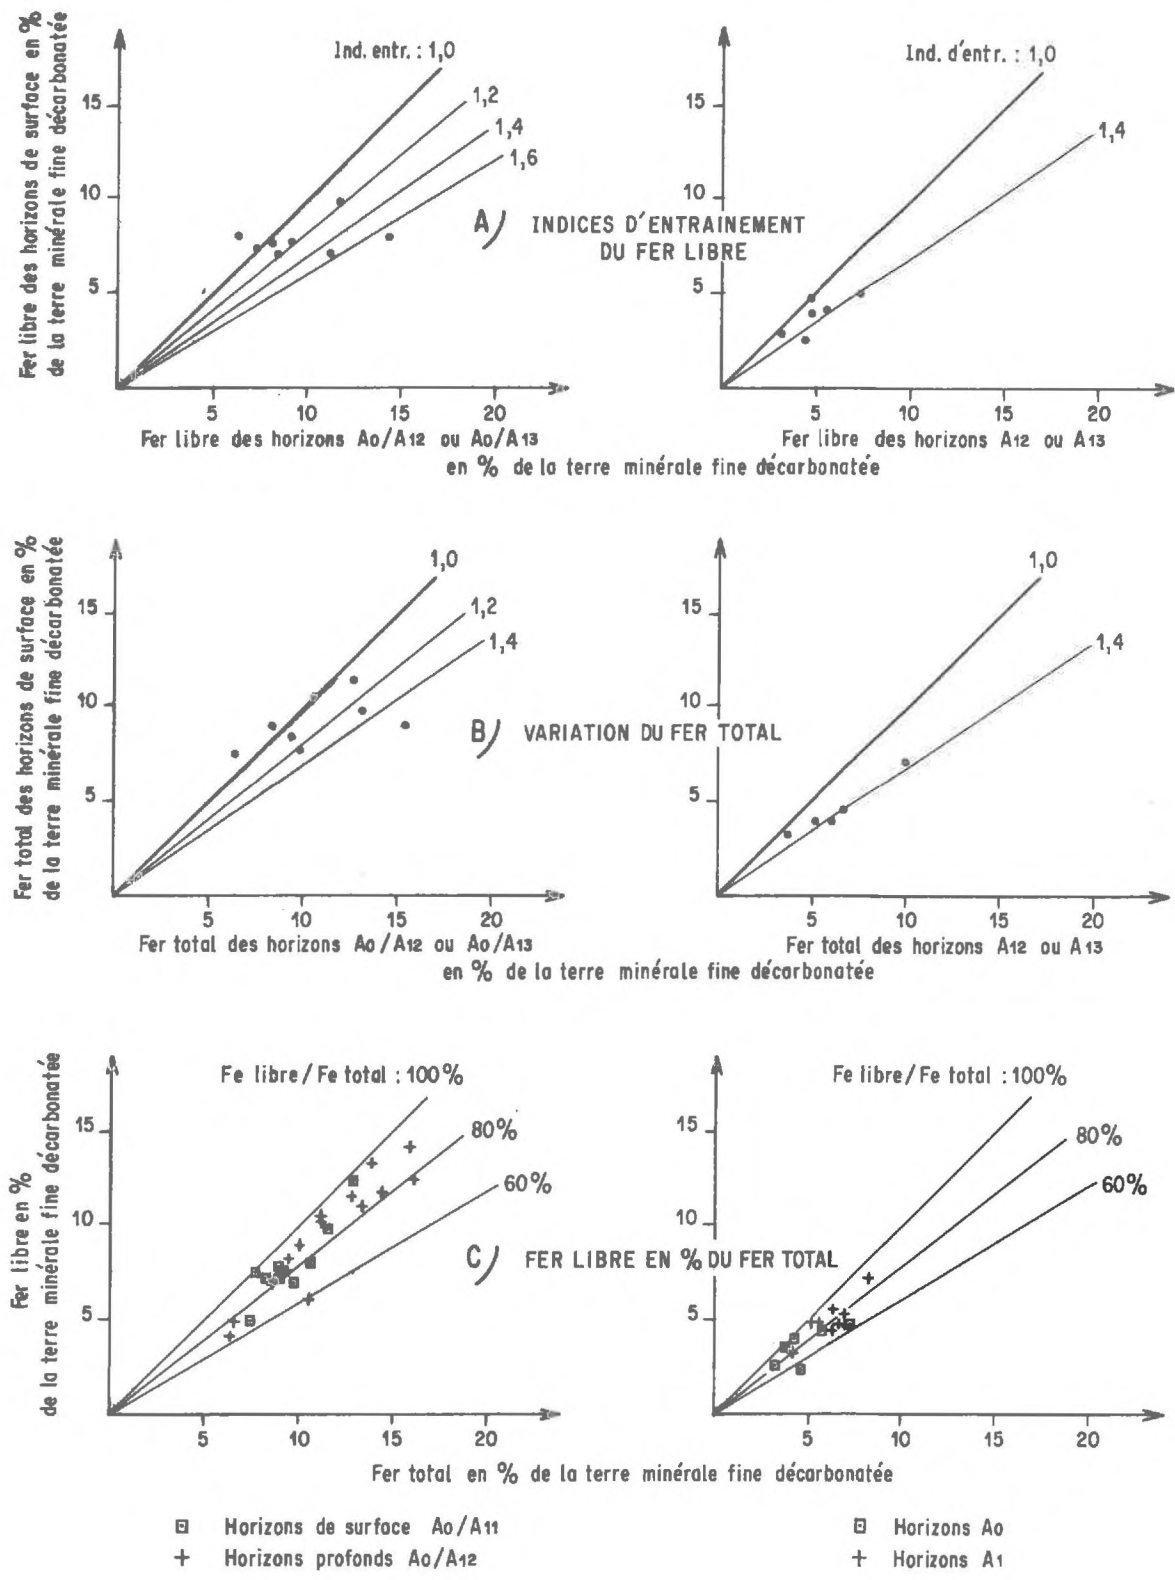 Fer libre des horizons de surface en %
de la terre minérale fine décarbonatée
Ind. entr. : 1,0
1,2
1,4
1,6
15
10
5
5 10 15 20
Fer libre des horizons Ao/A12 ou Ao/A13
Ind. d'entr. : 1,0
1,4
15
10
5
5 10 15 20
Fer libre des horizons A12 ou A13
A) INDICES D'ENTRAINEMENT
DU FER LIBRE
en % de la terre minérale fine décarbonatée
Fer total des horizons de surface en %
de la terre minérale fine décarbonatée
1,0
1,2
1,4
15
10
5
5 10 15 20
Fer total des horizons Ao/A12 ou Ao/A13
1,0
1,4
15
10
5
5 10 15 20
Fer total des horizons A12 ou A13
B) VARIATION DU FER TOTAL
en % de la terre minérale fine décarbonatée
Fer libre en %
de la terre minérale fine décarbonatée
Fe libre/Fe total : 100%
80%
60%
15
10
5
5 10 15 20
Fe libre/Fe total : 100%
80%
60%
15
10
5
5 10 15 20
C) FER LIBRE EN % DU FER TOTAL
Fer total en % de la terre minérale fine décarbonatée
Horizons de surface Ao/A11
Horizons profonds Ao/A12
Horizons Ao
Horizons A1